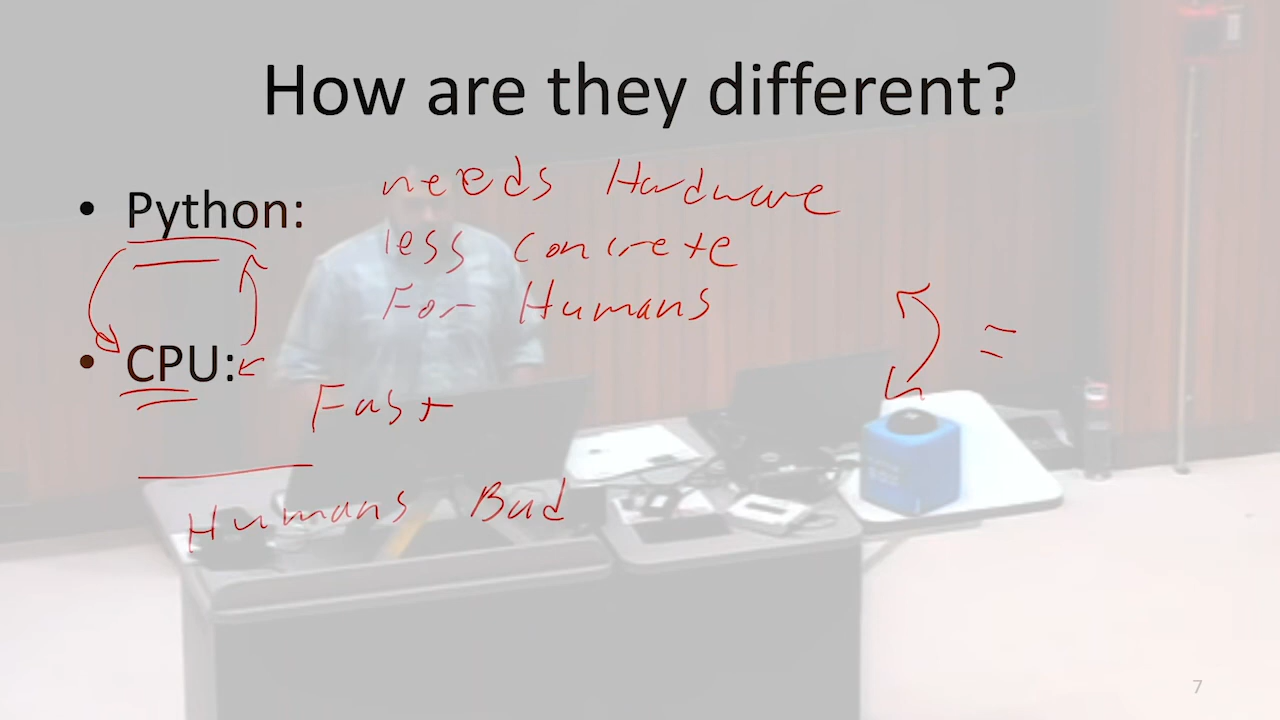 How are they different?
• Python: needs Hardware
less concrete
For Humans
• CPU:
=
Fast
Humans Bad
7